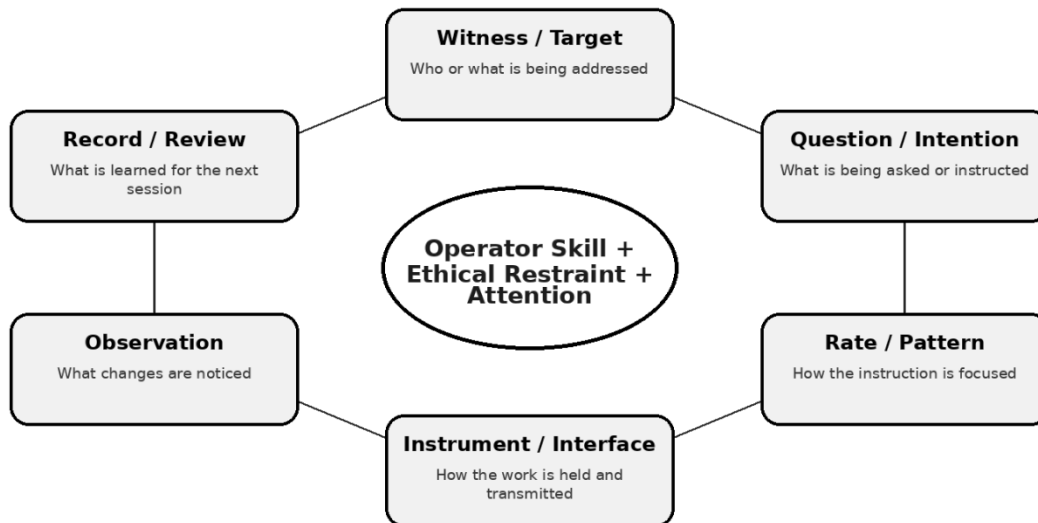 Witness / Target
Who or what is being addressed
Question / Intention
What is being asked or instructed
Rate / Pattern
How the instruction is focused
Instrument / Interface
How the work is held and
transmitted
Observation
What changes are noticed
Record / Review
What is learned for the next
session
Operator Skill +
Ethical Restraint +
Attention